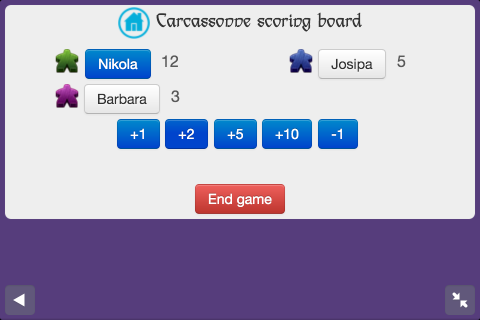 Carcassonne scoring board
Nikola 12 Josipa 5
Barbara 3
+1 +2 +5 +10 -1
End game